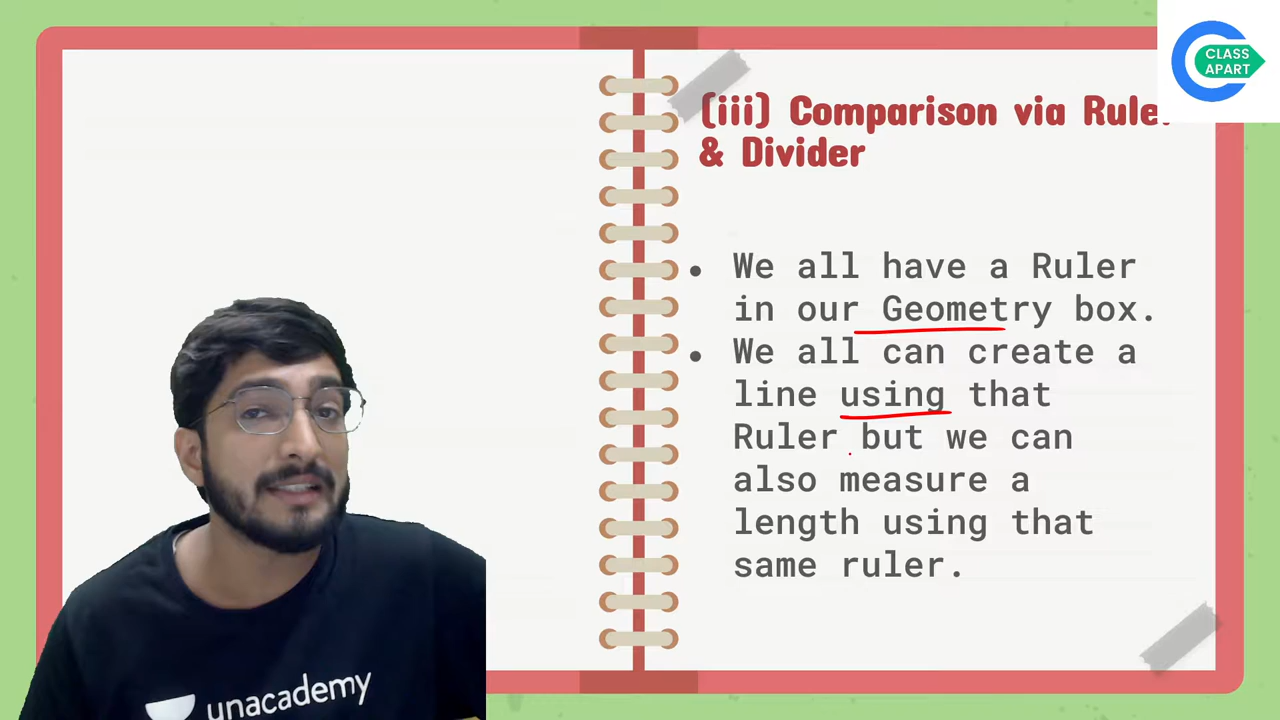 CLASS
APART
(iii) Comparison via Ruler
& Divider
• We all have a Ruler
in our Geometry box.
• We all can create a
line using that
Ruler but we can
also measure a
length using that
same ruler.
unacademy